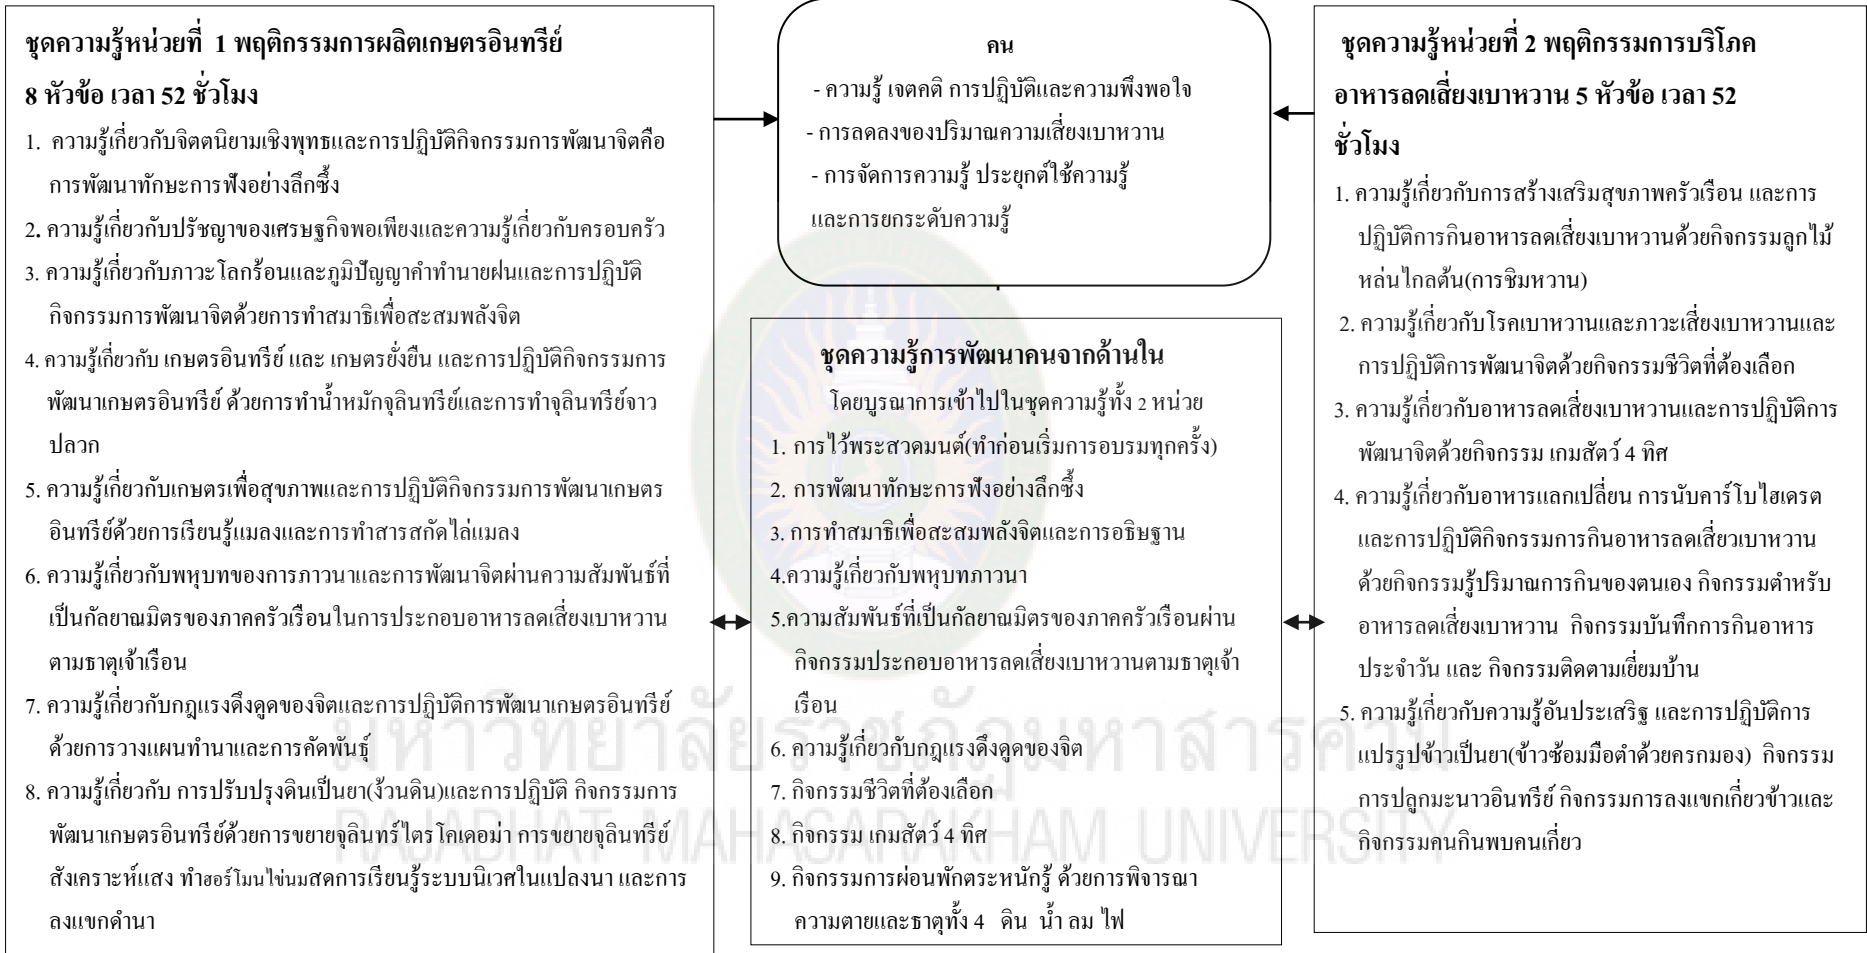 ชุดความรู้หน่วยที่ 1 พฤติกรรมการผลิตเกษตรอินทรีย์
8 หัวข้อ เวลา 52 ชั่วโมง
1. ความรู้เกี่ยวกับจิตตนิยามเชิงพุทธและการปฏิบัติกิจกรรมการพัฒนาจิตคือ
การพัฒนาทักษะการฟังอย่างลึกซึ้ง
2. ความรู้เกี่ยวกับปรัชญาของเศรษฐกิจพอเพียงและความรู้เกี่ยวกับครอบครัว
3. ความรู้เกี่ยวกับภาวะโลกร้อนและภูมิปัญญาคำทำนายฝนและการปฏิบัติ
กิจกรรมการพัฒนาจิตด้วยการทำสมาธิเพื่อสะสมพลังจิต
4. ความรู้เกี่ยวกับ เกษตรอินทรีย์ และ เกษตรยั่งยืน และการปฏิบัติกิจกรรมการ
พัฒนาเกษตรอินทรีย์ ด้วยการทำน้ำหมักจุลินทรีย์และการทำจุลินทรีย์จาว
ปลวก
5. ความรู้เกี่ยวกับเกษตรเพื่อสุขภาพและการปฏิบัติกิจกรรมการพัฒนาเกษตร
อินทรีย์ด้วยการเรียนรู้แมลงและการทำสารสกัดไล่แมลง
6. ความรู้เกี่ยวกับพหุบทของการภาวนาและการพัฒนาจิตผ่านความสัมพันธ์ที่
เป็นกัลยาณมิตรของภาคครัวเรือนในการประกอบอาหารลดเสี่ยงเบาหวาน
ตามธาตุเจ้าเรือน
7. ความรู้เกี่ยวกับกฎแรงดึงดูดของจิตและการปฏิบัติการพัฒนาเกษตรอินทรีย์
ด้วยการวางแผนทำนาและการคัดพันธุ์
8. ความรู้เกี่ยวกับ การปรับปรุงดินเป็นยา(ง้วนดิน)และการปฏิบัติ กิจกรรมการ
พัฒนาเกษตรอินทรีย์ด้วยการขยายจุลินทร์ไตรโคเดอม่า การขยายจุลินทรีย์
สังเคราะห์แสง ทำฮอร์โมนไข่นมสดการเรียนรู้ระบบนิเวศในแปลงนา และการ
ลงแขกดำนา
คน
- ความรู้ เจตคติ การปฏิบัติและความพึงพอใจ
- การลดลงของปริมาณความเสี่ยงเบาหวาน
- การจัดการความรู้ ประยุกต์ใช้ความรู้
และการยกระดับความรู้
ชุดความรู้การพัฒนาคนจากด้านใน
โดยบูรณาการเข้าไปในชุดความรู้ทั้ง 2 หน่วย
1. การไว้พระสวดมนต์(ทำก่อนเริ่มการอบรมทุกครั้ง)
2. การพัฒนาทักษะการฟังอย่างลึกซึ้ง
3. การทำสมาธิเพื่อสะสมพลังจิตและการอธิษฐาน
4.ความรู้เกี่ยวกับพหุบทภาวนา
5.ความสัมพันธ์ที่เป็นกัลยาณมิตรของภาคครัวเรือนผ่าน
กิจกรรมประกอบอาหารลดเสี่ยงเบาหวานตามธาตุเจ้า
เรือน
6. ความรู้เกี่ยวกับกฎแรงดึงดูดของจิต
7. กิจกรรมชีวิตที่ต้องเลือก
8. กิจกรรม เกมสัตว์ 4 ทิศ
9. กิจกรรมการผ่อนพักตระหนักรู้ ด้วยการพิจารณา
ความตายและธาตุทั้ง 4 ดิน น้ำ ลม ไฟ
ชุดความรู้หน่วยที่ 2 พฤติกรรมการบริโภค
อาหารลดเสี่ยงเบาหวาน 5 หัวข้อ เวลา 52
ชั่วโมง
1. ความรู้เกี่ยวกับการสร้างเสริมสุขภาพครัวเรือน และการ
ปฏิบัติการกินอาหารลดเสี่ยงเบาหวานด้วยกิจกรรมลูกไม้
หล่นไกลต้น(การชิมหวาน)
2. ความรู้เกี่ยวกับโรคเบาหวานและภาวะเสี่ยงเบาหวานและ
การปฏิบัติการพัฒนาจิตด้วยกิจกรรมชีวิตที่ต้องเลือก
3. ความรู้เกี่ยวกับอาหารลดเสี่ยงเบาหวานและการปฏิบัติการ
พัฒนาจิตด้วยกิจกรรม เกมสัตว์ 4 ทิศ
4. ความรู้เกี่ยวกับอาหารแลกเปลี่ยน การนับคาร์โบไฮเดรต
และการปฏิบัติกิจกรรมการกินอาหารลดเสี่ยวเบาหวาน
ด้วยกิจกรรมรู้ปริมาณการกินของตนเอง กิจกรรมตำหรับ
อาหารลดเสี่ยงเบาหวาน กิจกรรมบันทึกการกินอาหาร
ประจำวัน และ กิจกรรมติดตามเยี่ยมบ้าน
5. ความรู้เกี่ยวกับความรู้อันประเสริฐ และการปฏิบัติการ
แปรรูปข้าวเป็นยา(ข้าวซ้อมมือตำด้วยครกมอง) กิจกรรม
การปลูกมะนาวอินทรีย์ กิจกรรมการลงแขกเกี่ยวข้าวและ
กิจกรรมคนกินพบคนเกี่ยว
มหาวิทยาลัยราชภัฏมหาสารคาม
RAJABHAT MAHASARAKHAM UNIVERSITY